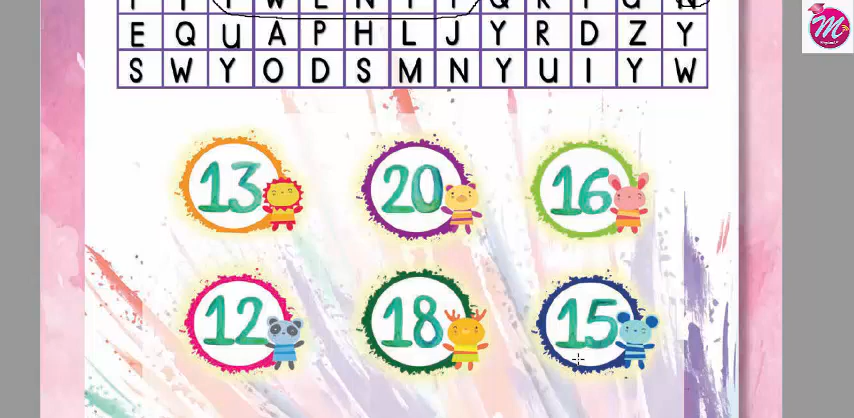 T W E N T Y Q R T U
E Q U A P H L J Y R D Z Y
S W Y O D S M N Y U I Y W
13 20 16
12 18 15
M